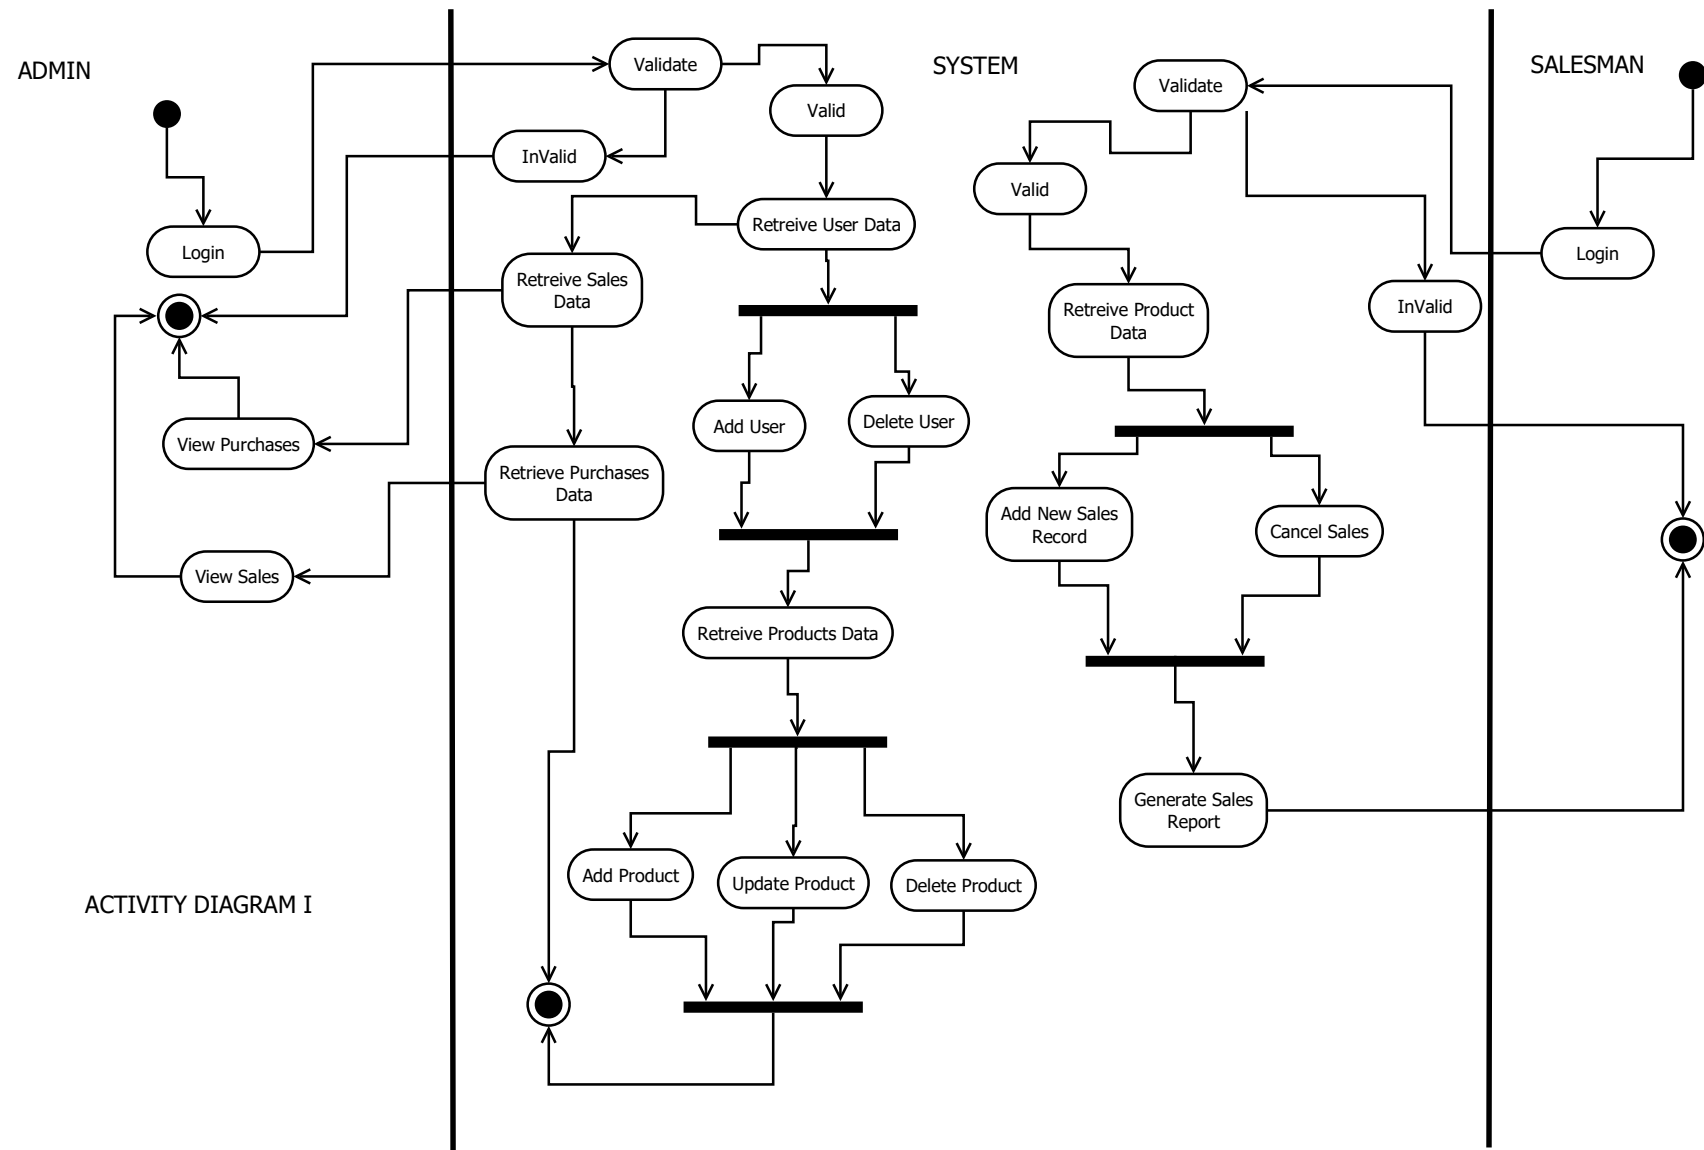 ADMIN
SYSTEM
SALESMAN
Validate
Validate
Valid
InValid
Valid
Retreive User Data
Login
Login
Retreive Sales
Data
Retreive Product
Data
InValid
Add User
Delete User
View Purchases
Retrieve Purchases
Data
Add New Sales
Record
Cancel Sales
View Sales
Retreive Products Data
Generate Sales
Report
Add Product
Update Product
Delete Product
ACTIVITY DIAGRAM I